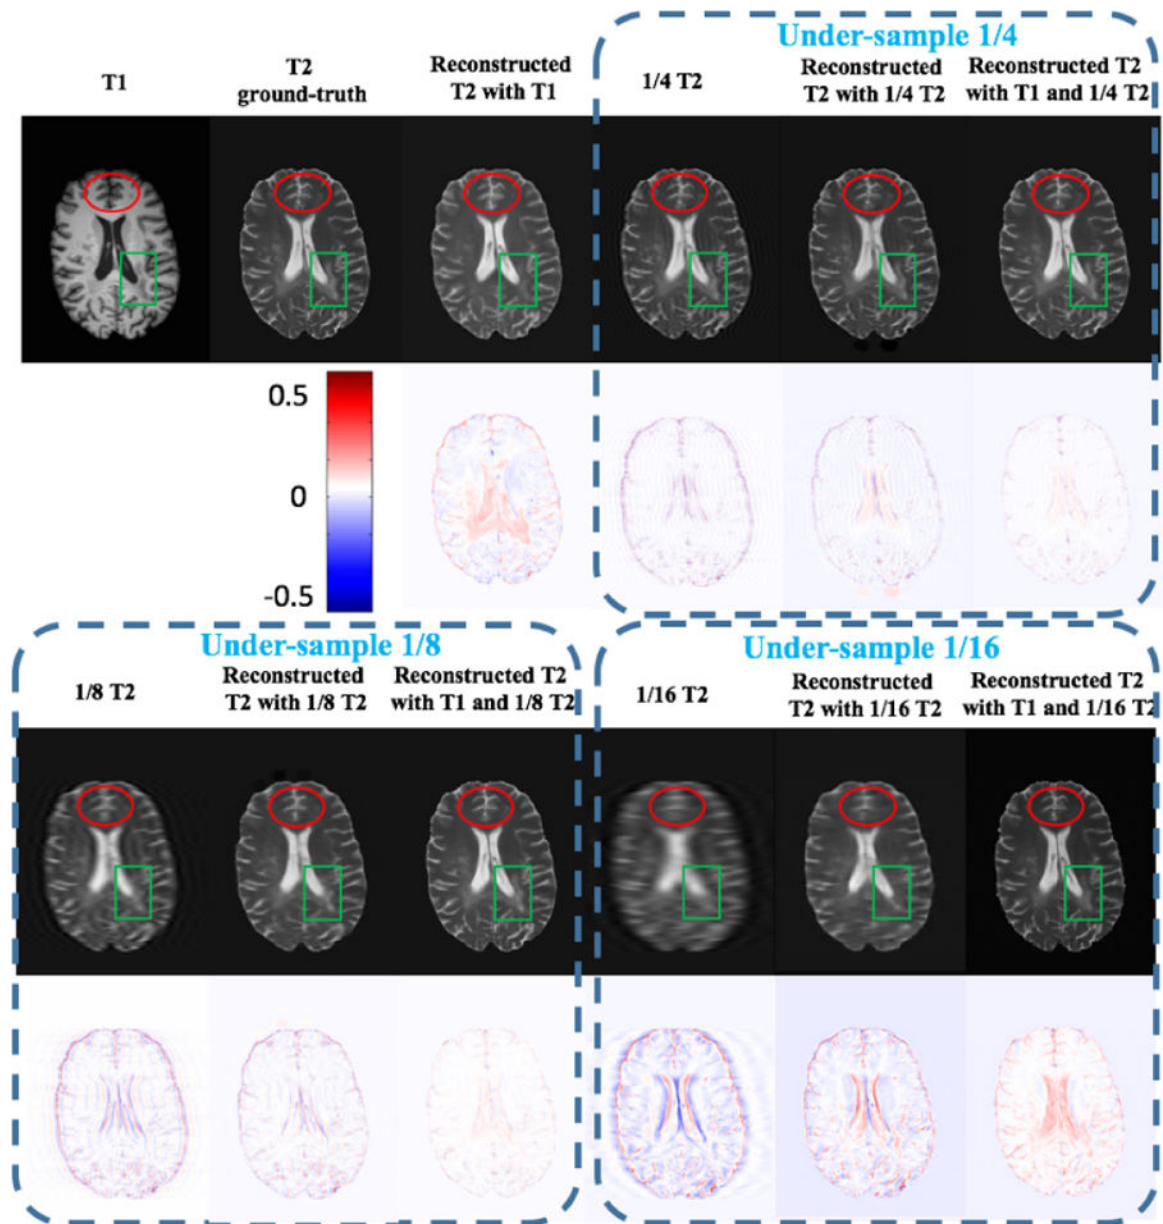 Under-sample 1/4
T1
T2
ground-truth
Reconstructed
T2 with T1
1/4 T2
Reconstructed
T2 with 1/4 T2
Reconstructed T2
with T1 and 1/4 T2
0.5
0
-0.5
Under-sample 1/8
1/8 T2
Reconstructed
T2 with 1/8 T2
Reconstructed T2
with T1 and 1/8 T2
Under-sample 1/16
1/16 T2
Reconstructed
T2 with 1/16 T2
Reconstructed T2
with T1 and 1/16 T2